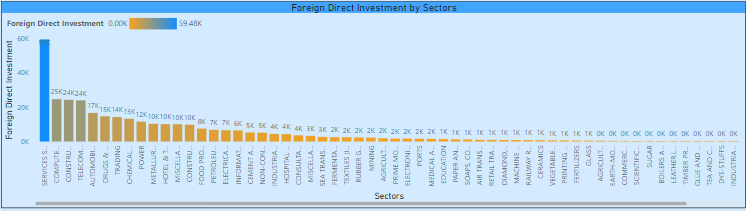 Foreign Direct Investment by Sectors
Foreign Direct Investment 0.00K 59.48K
Foreign Direct Investment
60K
40K
20K
0K
25K 24K 24K 17K 15K 14K 13K 12K 10K 10K 10K 10K 8K 7K 7K 6K 5K 5K 4K 4K 4K 3K 3K 2K 2K 2K 2K 2K 2K 2K 2K 2K 1K 1K 1K 1K 1K 1K 1K 1K 1K 1K 1K 1K 1K 1K 0K 0K 0K 0K 0K 0K 0K 0K 0K 0K 0K
SERVICES S...
COMPUTE...
CONSTRU...
TELECOM...
AUTOMOBI...
DRUGS & ...
TRADING
CHEMICAL...
POWER
METALLUR...
HOTEL & T...
MISCELLA...
CONSTRU...
FOOD PRO...
PETROLEU...
ELECTRICA...
INFORMAT...
CEMENT A...
NON-CON...
INDUSTRIA...
HOSPITAL ...
CONSULTA...
MISCELLA...
SEA TRANS...
FERMENTA...
TEXTILES (I...
RUBBER G...
MINING
AGRICULT...
PRIME MO...
ELECTRONI...
PORTS
MEDICAL A...
EDUCATION
PAPER AN...
SOAPS, CO...
AIR TRANS...
RETAIL TRA...
DIAMOND,...
MACHINE ...
RAILWAY R...
CERAMICS
VEGETABLE...
PRINTING ...
FERTILIZERS
GLASS
AGRICULT...
EARTH-MO...
COMMERC...
SCIENTIFIC...
SUGAR
BOILERS A...
LEATHER,L...
TIMBER PR...
GLUE AND ...
TEA AND C...
DYE-STUFFS
INDUSTRIA...
Sectors